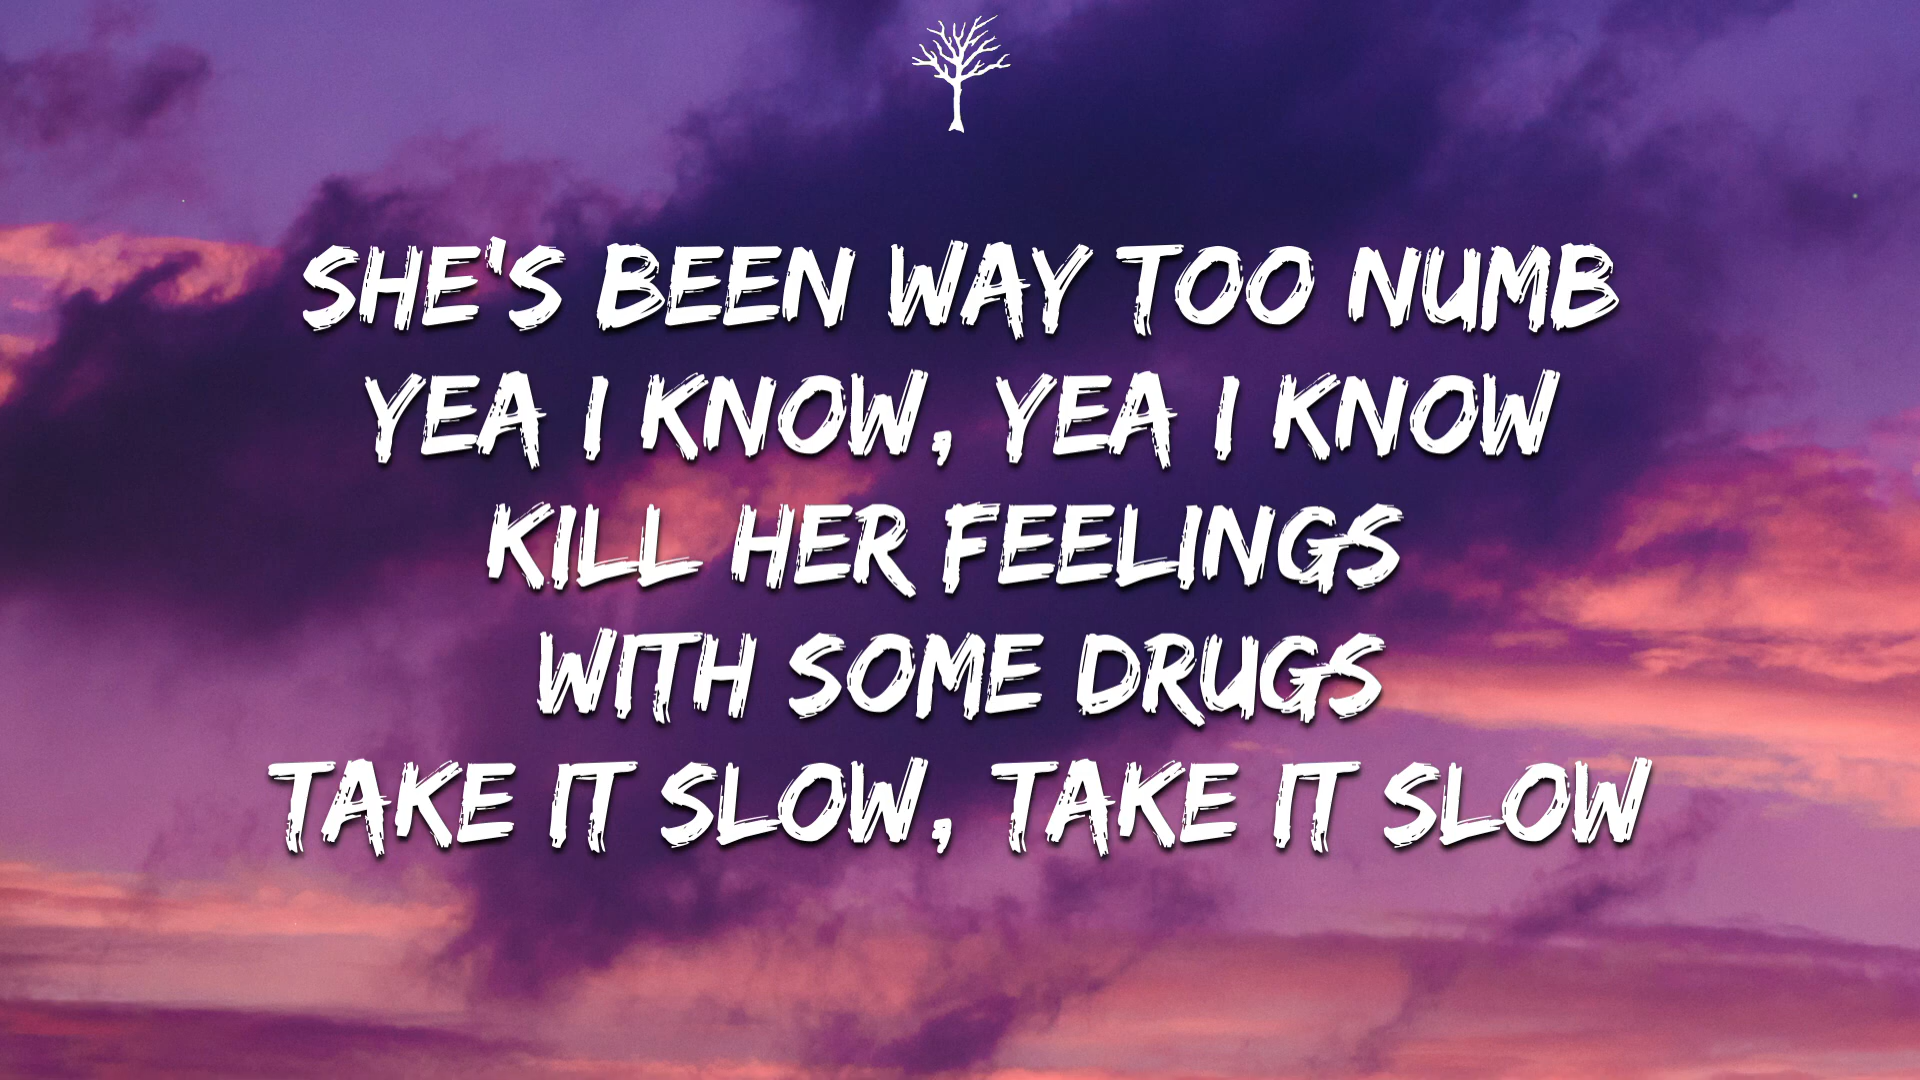 SHE'S BEEN WAY TOO NUMB
YEA I KNOW, YEA I KNOW
KILL HER FEELINGS
WITH SOME DRUGS
TAKE IT SLOW, TAKE IT SLOW